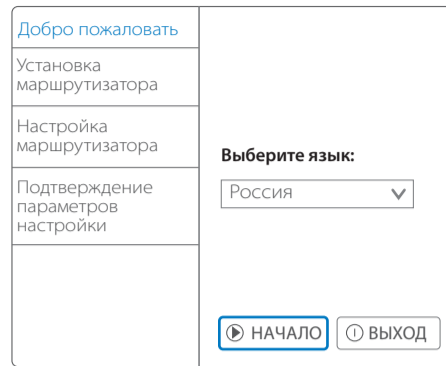 Добро пожаловать
Установка
маршрутизатора
Настройка
маршрутизатора
Подтверждение
параметров
настройки
Выберите язык:
Россия
НАЧАЛО
ВЫХОД